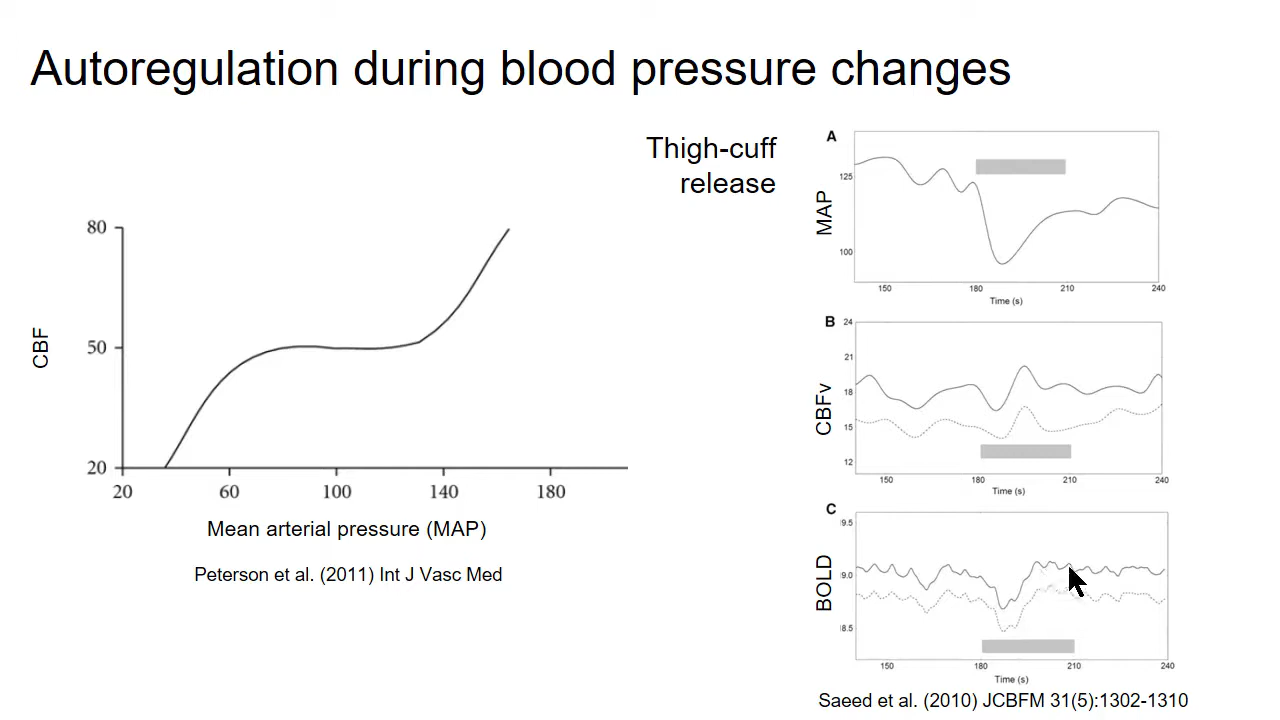 Autoregulation during blood pressure changes
80
50
20
CBF
20 60 100 140 180
Mean arterial pressure (MAP)
Peterson et al. (2011) Int J Vasc Med
Thigh-cuff
release
A
MAP
125
100
150 180 210 240
Time (s)
B
CBFv
24
21
18
15
12
150 180 210 240
Time (s)
C
BOLD
9.5
9.0
8.5
150 180 210 240
Time (s)
Saeed et al. (2010) JCBFM 31(5):1302-1310